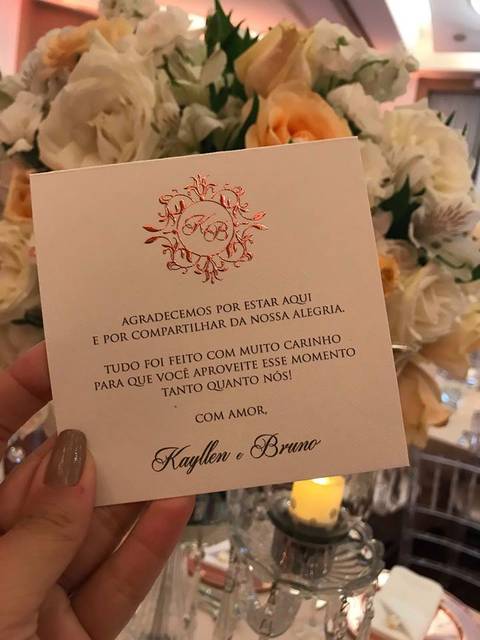 KB
AGRADECEMOS POR ESTAR AQUI
E POR COMPARTILHAR DA NOSSA ALEGRIA.
TUDO FOI FEITO COM MUITO CARINHO
PARA QUE VOCÊ APROVEITE ESSE MOMENTO
TANTO QUANTO NÓS!
COM AMOR,
Kayllen e Bruno